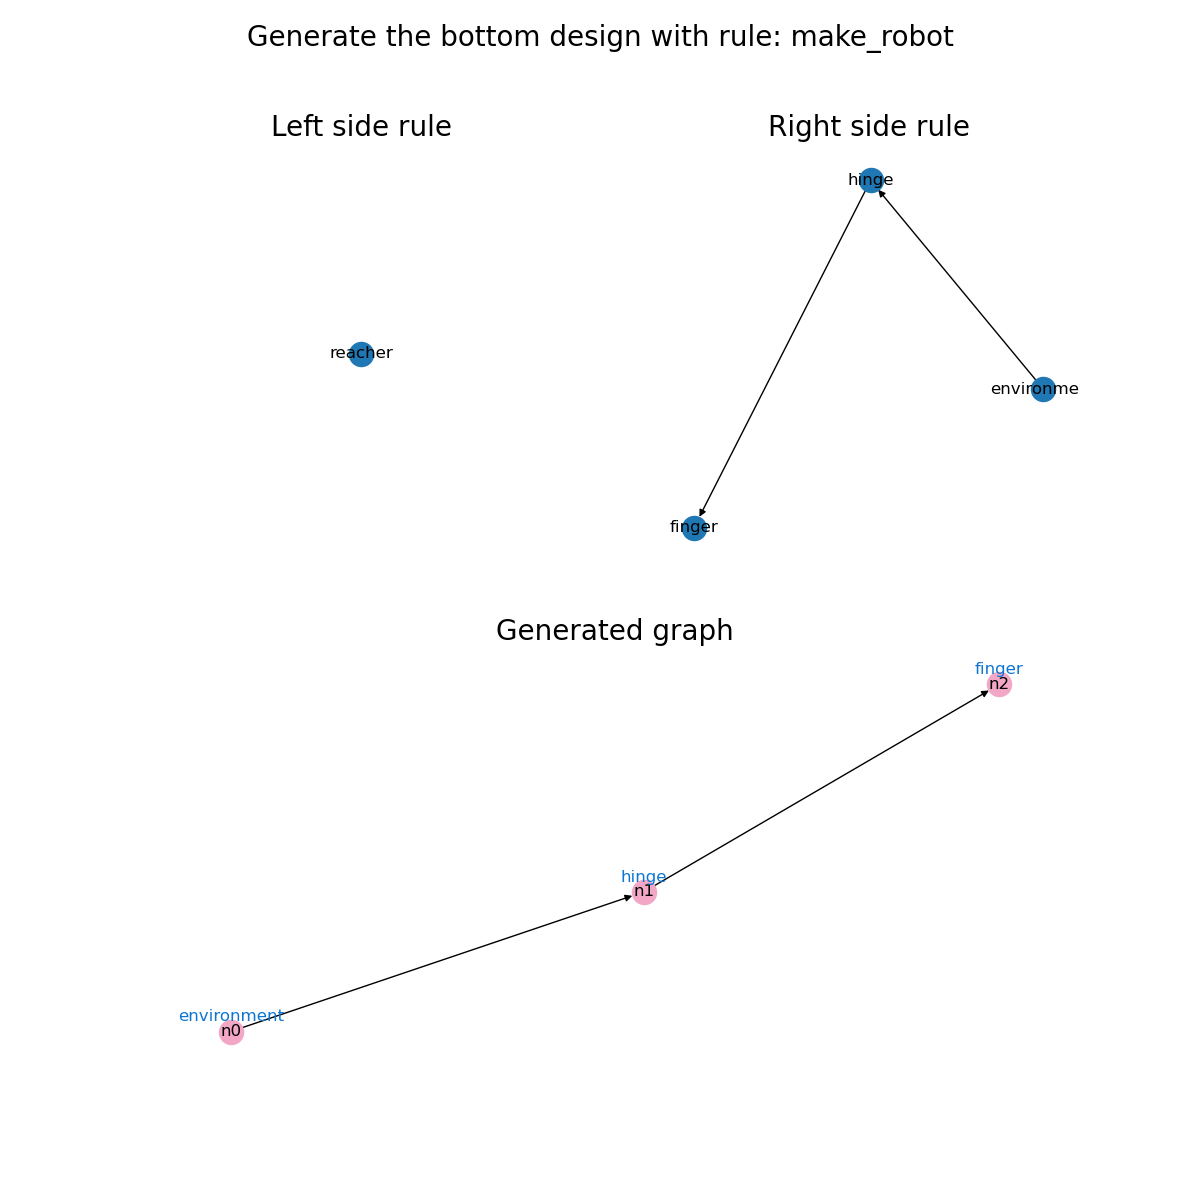 Generate the bottom design with rule: make_robot
Left side rule
Right side rule
hinge
reacher
environme
finger
Generated graph
finger
n2
hinge
n1
environment
n0